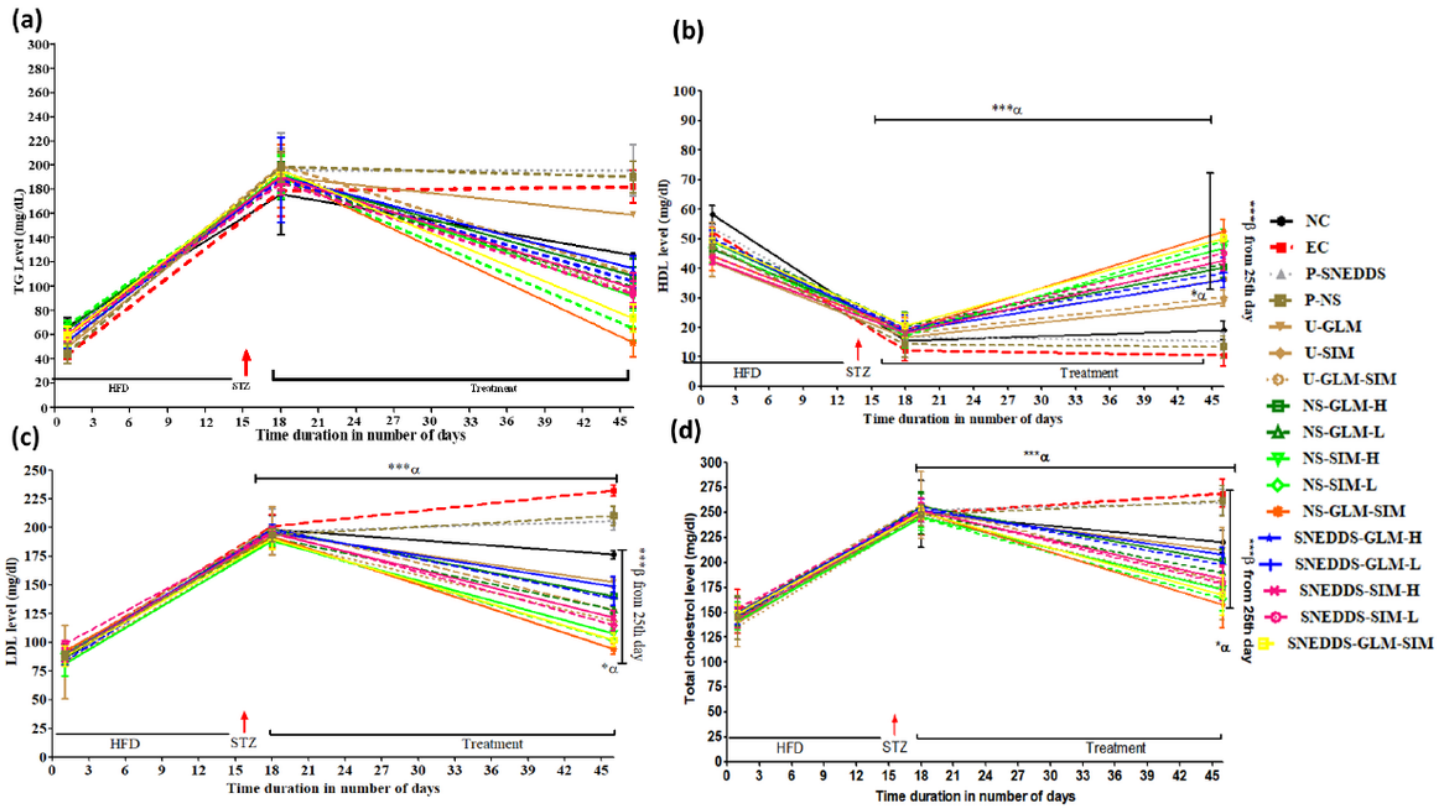 (a)
TG Level (mg/dL)
300
280
260
240
220
200
180
160
140
120
100
80
60
40
20
0
HFD
STZ
Treatment
0 3 6 9 12 15 18 21 24 27 30 33 36 39 42 45
Time duration in number of days
(b)
HDL level (mg/dl)
100
90
80
70
60
50
40
30
20
10
0
***α
*α
***β from 25th day
HFD
STZ
Treatment
0 3 6 9 12 15 18 21 24 27 30 33 36 39 42 45
Time duration in number of days
NC
EC
P-SNEDDS
P-NS
U-GLM
U-SIM
U-GLM-SIM
NS-GLM-H
NS-GLM-L
NS-SIM-H
NS-SIM-L
NS-GLM-SIM
SNEDDS-GLM-H
SNEDDS-GLM-L
SNEDDS-SIM-H
SNEDDS-SIM-L
SNEDDS-GLM-SIM
(c)
LDL level (mg/dl)
250
225
200
175
150
125
100
75
50
25
0
***α
*α
***β from 25th day
HFD
STZ
Treatment
0 3 6 9 12 15 18 21 24 27 30 33 36 39 42 45
Time duration in number of days
(d)
Total cholestrol level (mg/dl)
300
275
250
225
200
175
150
125
100
75
50
25
0
***α
*α
***β from 25th day
HFD
STZ
Treatment
0 3 6 9 12 15 18 21 24 27 30 33 36 39 42 45
Time duration in number of days